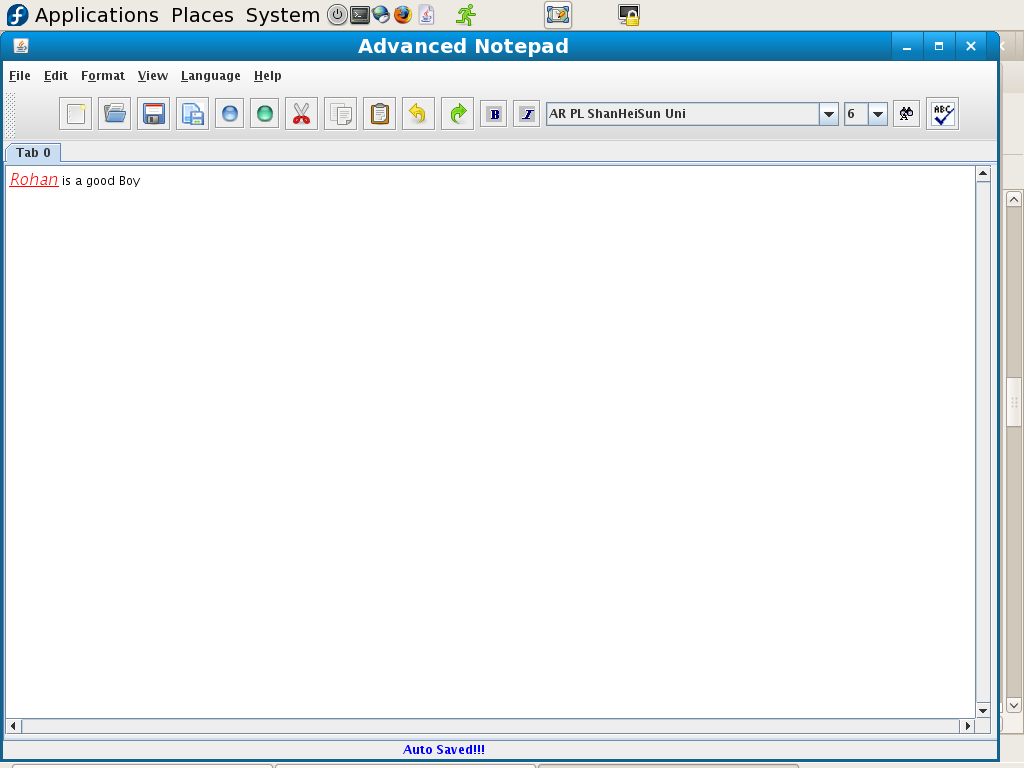 Applications Places System
Advanced Notepad
File Edit Format View Language Help
B I AR PL ShanHeiSun Uni 6 ABC
Tab 0
Rohan is a good Boy
Auto Saved!!!